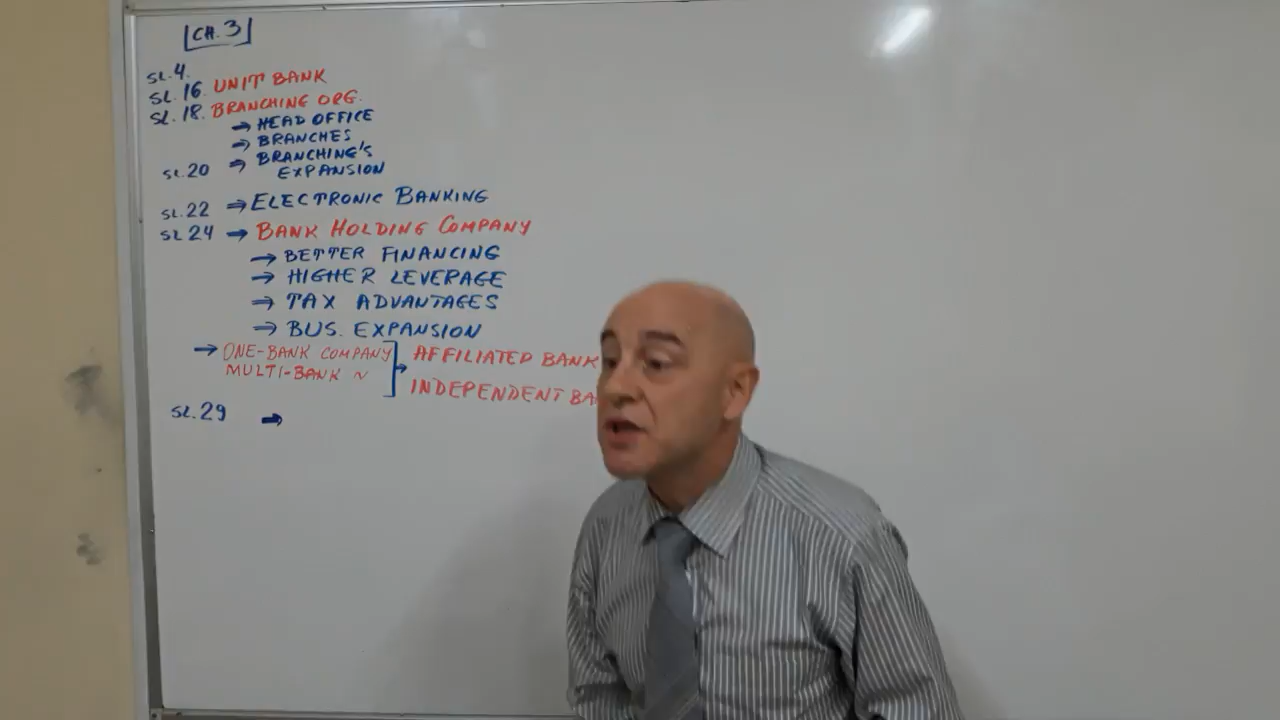 CH.3
SL.4.
SL.16. UNIT BANK
SL.18. BRANCHING ORG.
⇒ HEAD OFFICE
⇒ BRANCHES
SL.20 ⇒ BRANCHING'S
EXPANSION
SL.22 ⇒ ELECTRONIC BANKING
SL 24 → BANK HOLDING COMPANY
⇒ BETTER FINANCING
⇒ HIGHER LEVERAGE
⇒ TAX ADVANTAGES
⇒ BUS. EXPANSION
→ ONE-BANK COMPANY AFFILIATED BANK
MULTI-BANK ~ INDEPENDENT
SL.29 ⇒